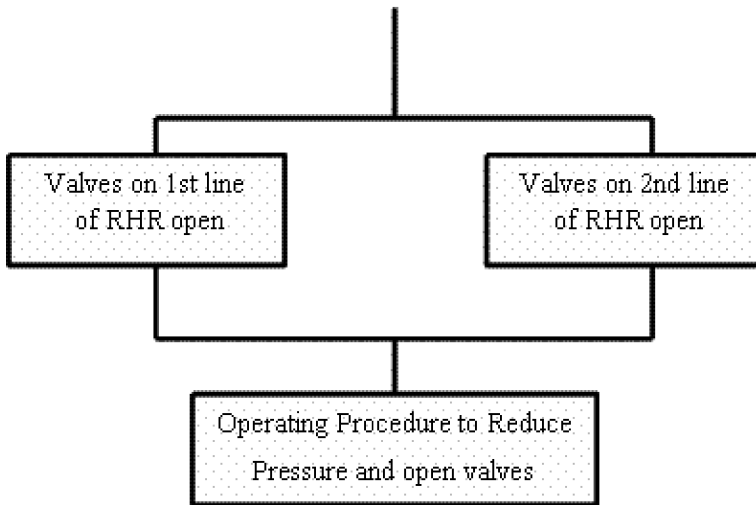 Valves on 1st line
of RHR open
Valves on 2nd line
of RHR open
Operating Procedure to Reduce
Pressure and open valves